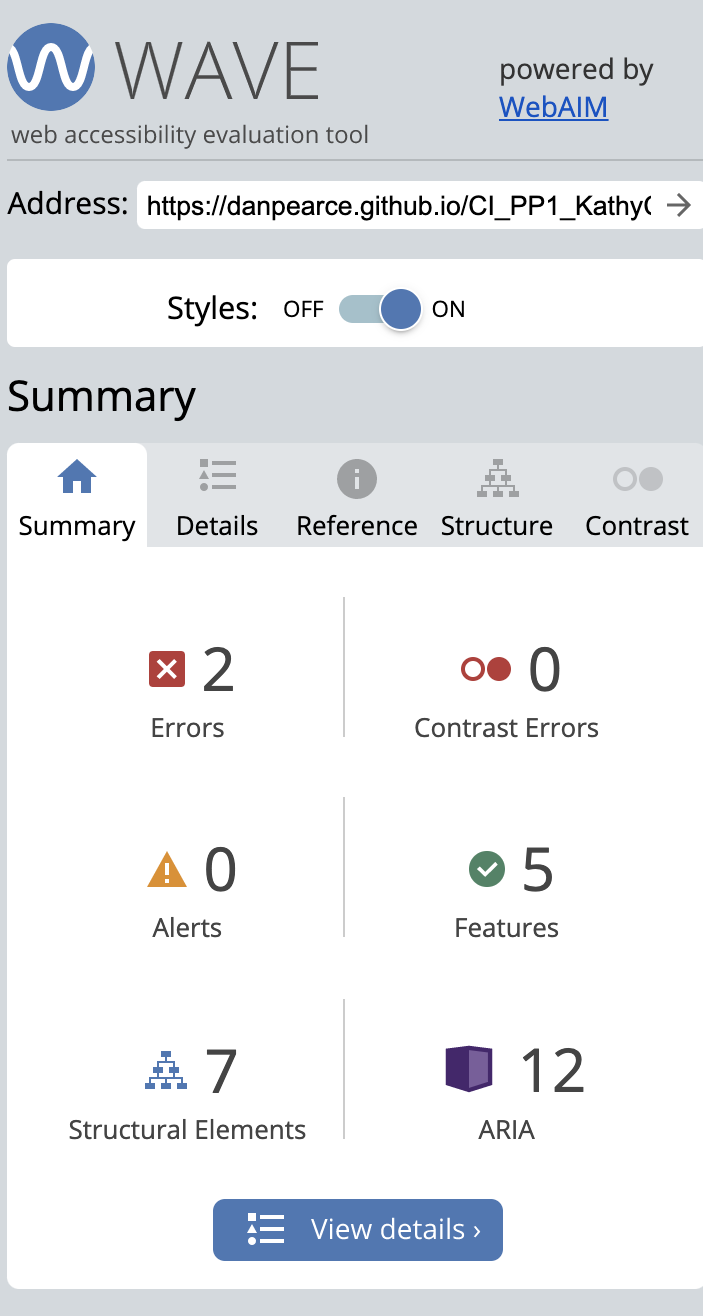 WAVE
powered by
WebAIM
web accessibility evaluation tool
Address: https://danpearce.github.io/CI_PP1_Kathy
Styles: OFF ON
Summary
Summary Details Reference Structure Contrast
2 0
Errors Contrast Errors
0 5
Alerts Features
7 12
Structural Elements ARIA
View details ›